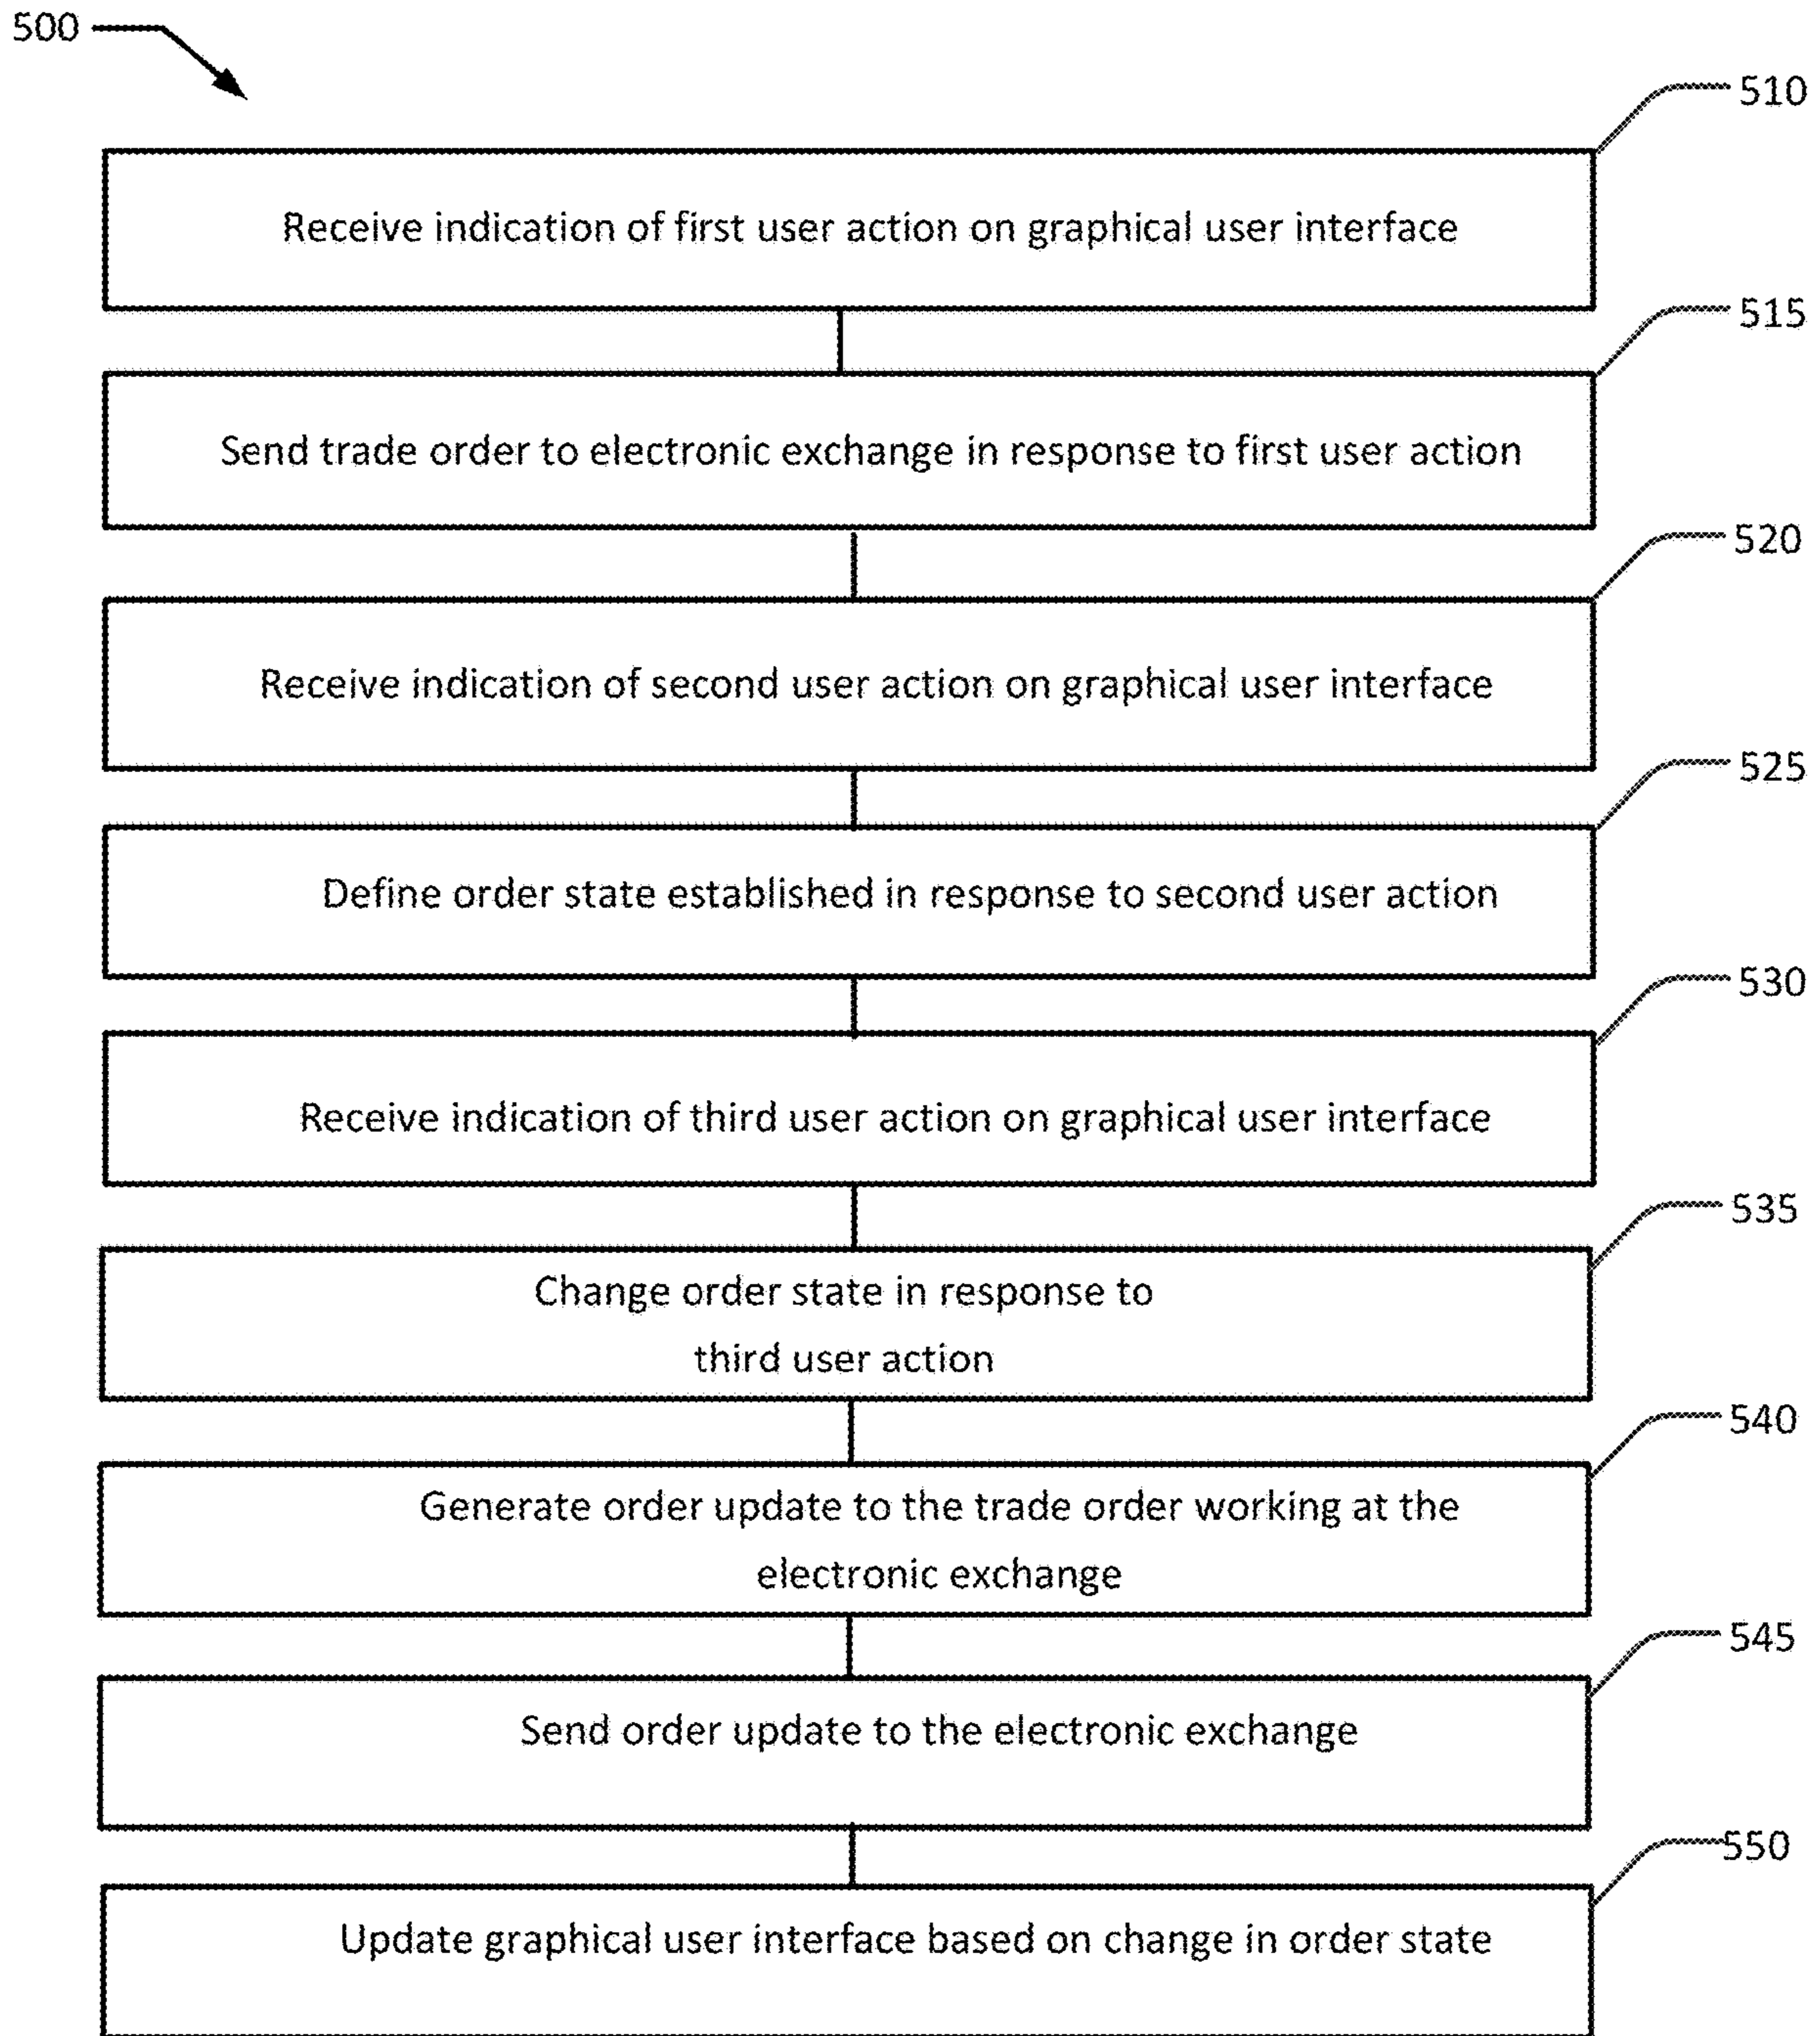 500
510
Receive indication of first user action on graphical user interface
515
Send trade order to electronic exchange in response to first user action
520
Receive indication of second user action on graphical user interface
525
Define order state established in response to second user action
530
Receive indication of third user action on graphical user interface
535
Change order state in response to
third user action
540
Generate order update to the trade order working at the
electronic exchange
545
Send order update to the electronic exchange
550
Update graphical user interface based on change in order state